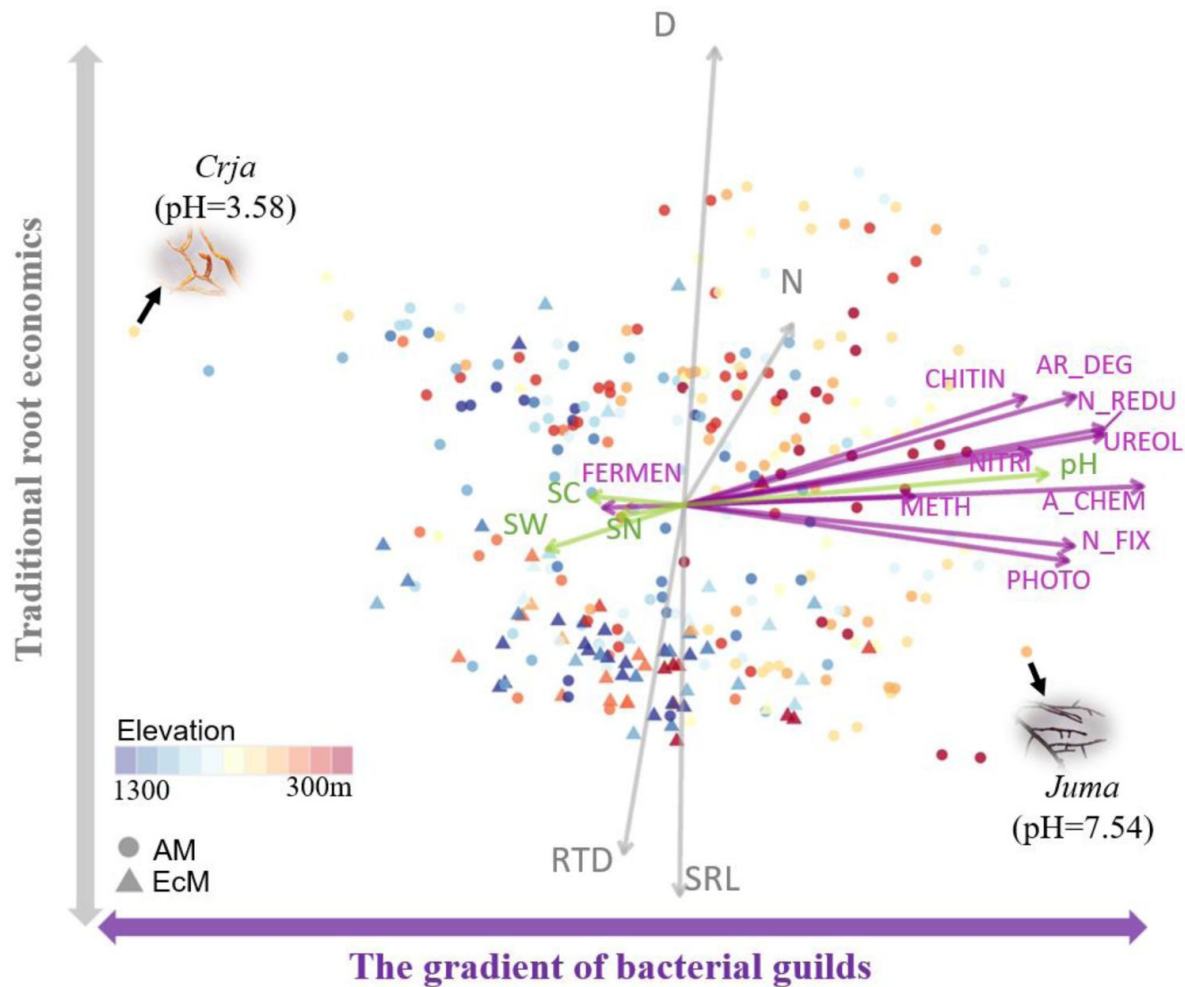 D
Crja
(pH=3.58)
N
Traditional root economics
CHITIN
AR_DEG
N_REDU
UREOL
FERMEN
NITRI
pH
SC
METH
A_CHEM
SW
SN
N_FIX
PHOTO
Elevation
1300
300m
Juma
(pH=7.54)
AM
EcM
RTD
SRL
The gradient of bacterial guilds